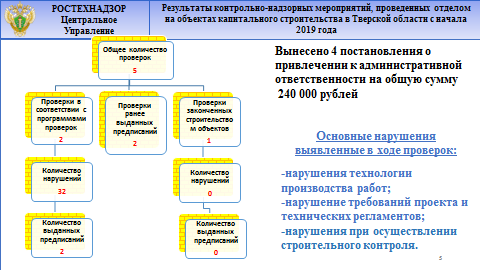 РОСТЕХНАДЗОР
Центральное
Управление
Результаты контрольно-надзорных мероприятий, проведенных отделом
на объектах капитального строительства в Тверской области с начала
2019 года
Общее количество
проверок
5
Проверки в
соответствии с
программами
проверок
2
Проверки
ранее
выданных
предписаний
2
Проверки
законченных
строительство
м объектов
1
Количество
нарушений
32
Количество
нарушений
0
Количество
выданных
предписаний
2
Количество
выданных
предписаний
0
Вынесено 4 постановления о
привлечении к административной
ответственности на общую сумму
240 000 рублей
Основные нарушения
выявленные в ходе проверок:
-нарушения технологии
производства работ;
-нарушение требований проекта и
технических регламентов;
-нарушения при осуществлении
строительного контроля.
5